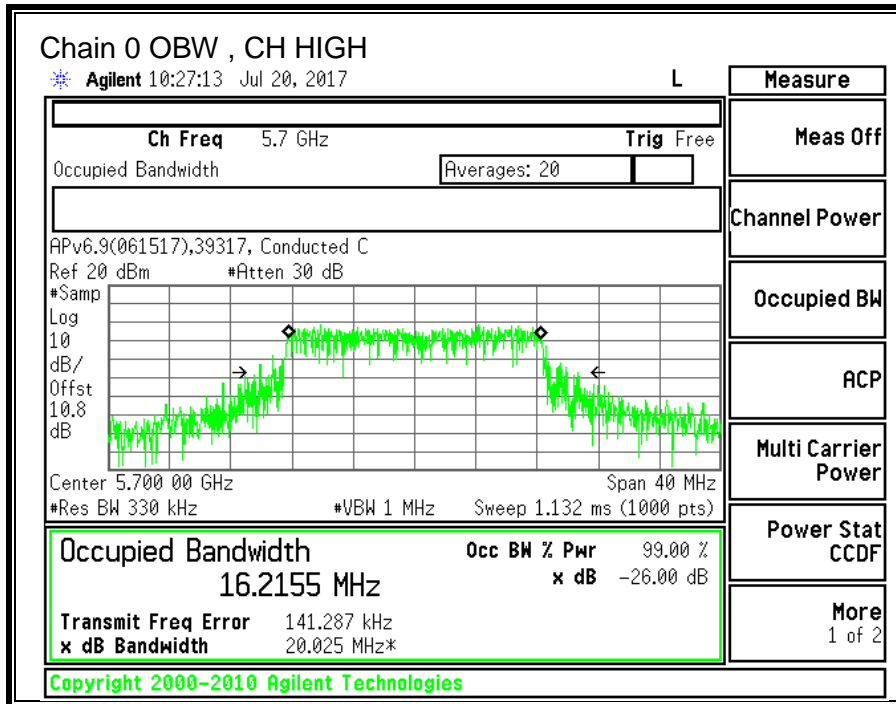 Chain 0 OBW , CH HIGH
Agilent 10:27:13 Jul 20, 2017 L
Measure
Ch Freq 5.7 GHz Trig Free
Meas Off
Occupied Bandwidth Averages: 20
Channel Power
APv6.9(061517),39317, Conducted C
Ref 20 dBm #Atten 30 dB
Occupied BW
#Samp
Log
10
dB/
Offst
10.8
dB
ACP
Multi Carrier
Power
Center 5.700 00 GHz Span 40 MHz
#Res BW 330 kHz #VBW 1 MHz Sweep 1.132 ms (1000 pts)
Power Stat
CCDF
Occupied Bandwidth Occ BW % Pwr 99.00 %
16.2155 MHz x dB -26.00 dB
Transmit Freq Error 141.287 kHz
x dB Bandwidth 20.025 MHz*
More
1 of 2
Copyright 2000-2010 Agilent Technologies